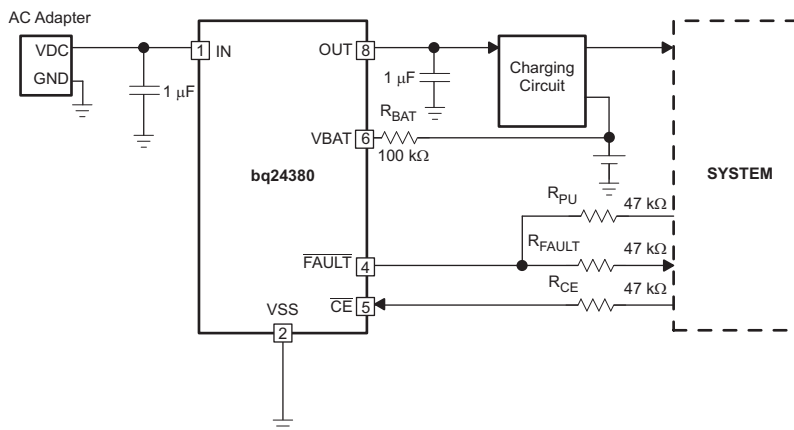 AC Adapter
VDC
GND
1 μF
1 IN
OUT 8
1 μF
Charging
Circuit
R_BAT
VBAT 6
100 kΩ
bq24380
SYSTEM
R_PU
47 kΩ
FAULT 4
R_FAULT
47 kΩ
R_CE
47 kΩ
CE 5
VSS
2